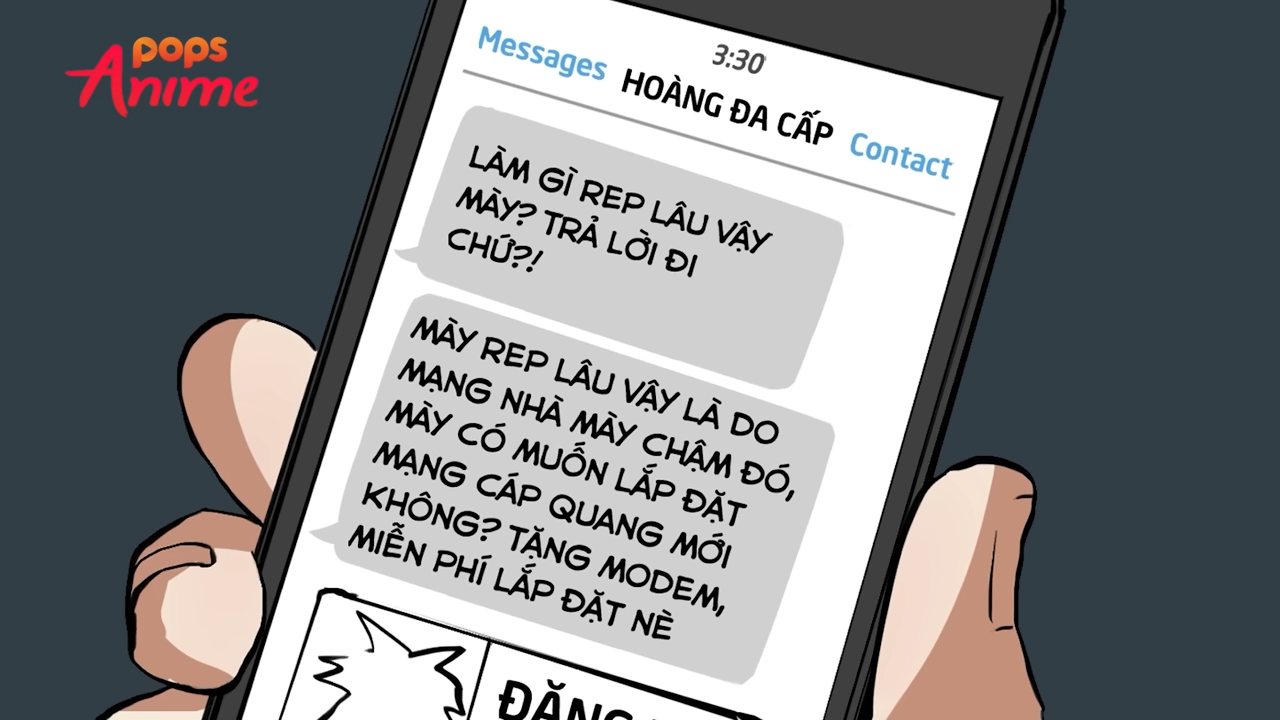 POPS
Anime
3:30
Messages
HOÀNG ĐA CẤP
Contact
LÀM GÌ REP LÂU VẬY
MÀY? TRẢ LỜI ĐI
CHỨ?!
MÀY REP LÂU VẬY LÀ DO
MẠNG NHÀ MÀY CHẬM ĐÓ,
MÀY CÓ MUỐN LẮP ĐẶT
MẠNG CÁP QUANG MỚI
KHÔNG? TẶNG MODEM,
MIỄN PHÍ LẮP ĐẶT NÈ